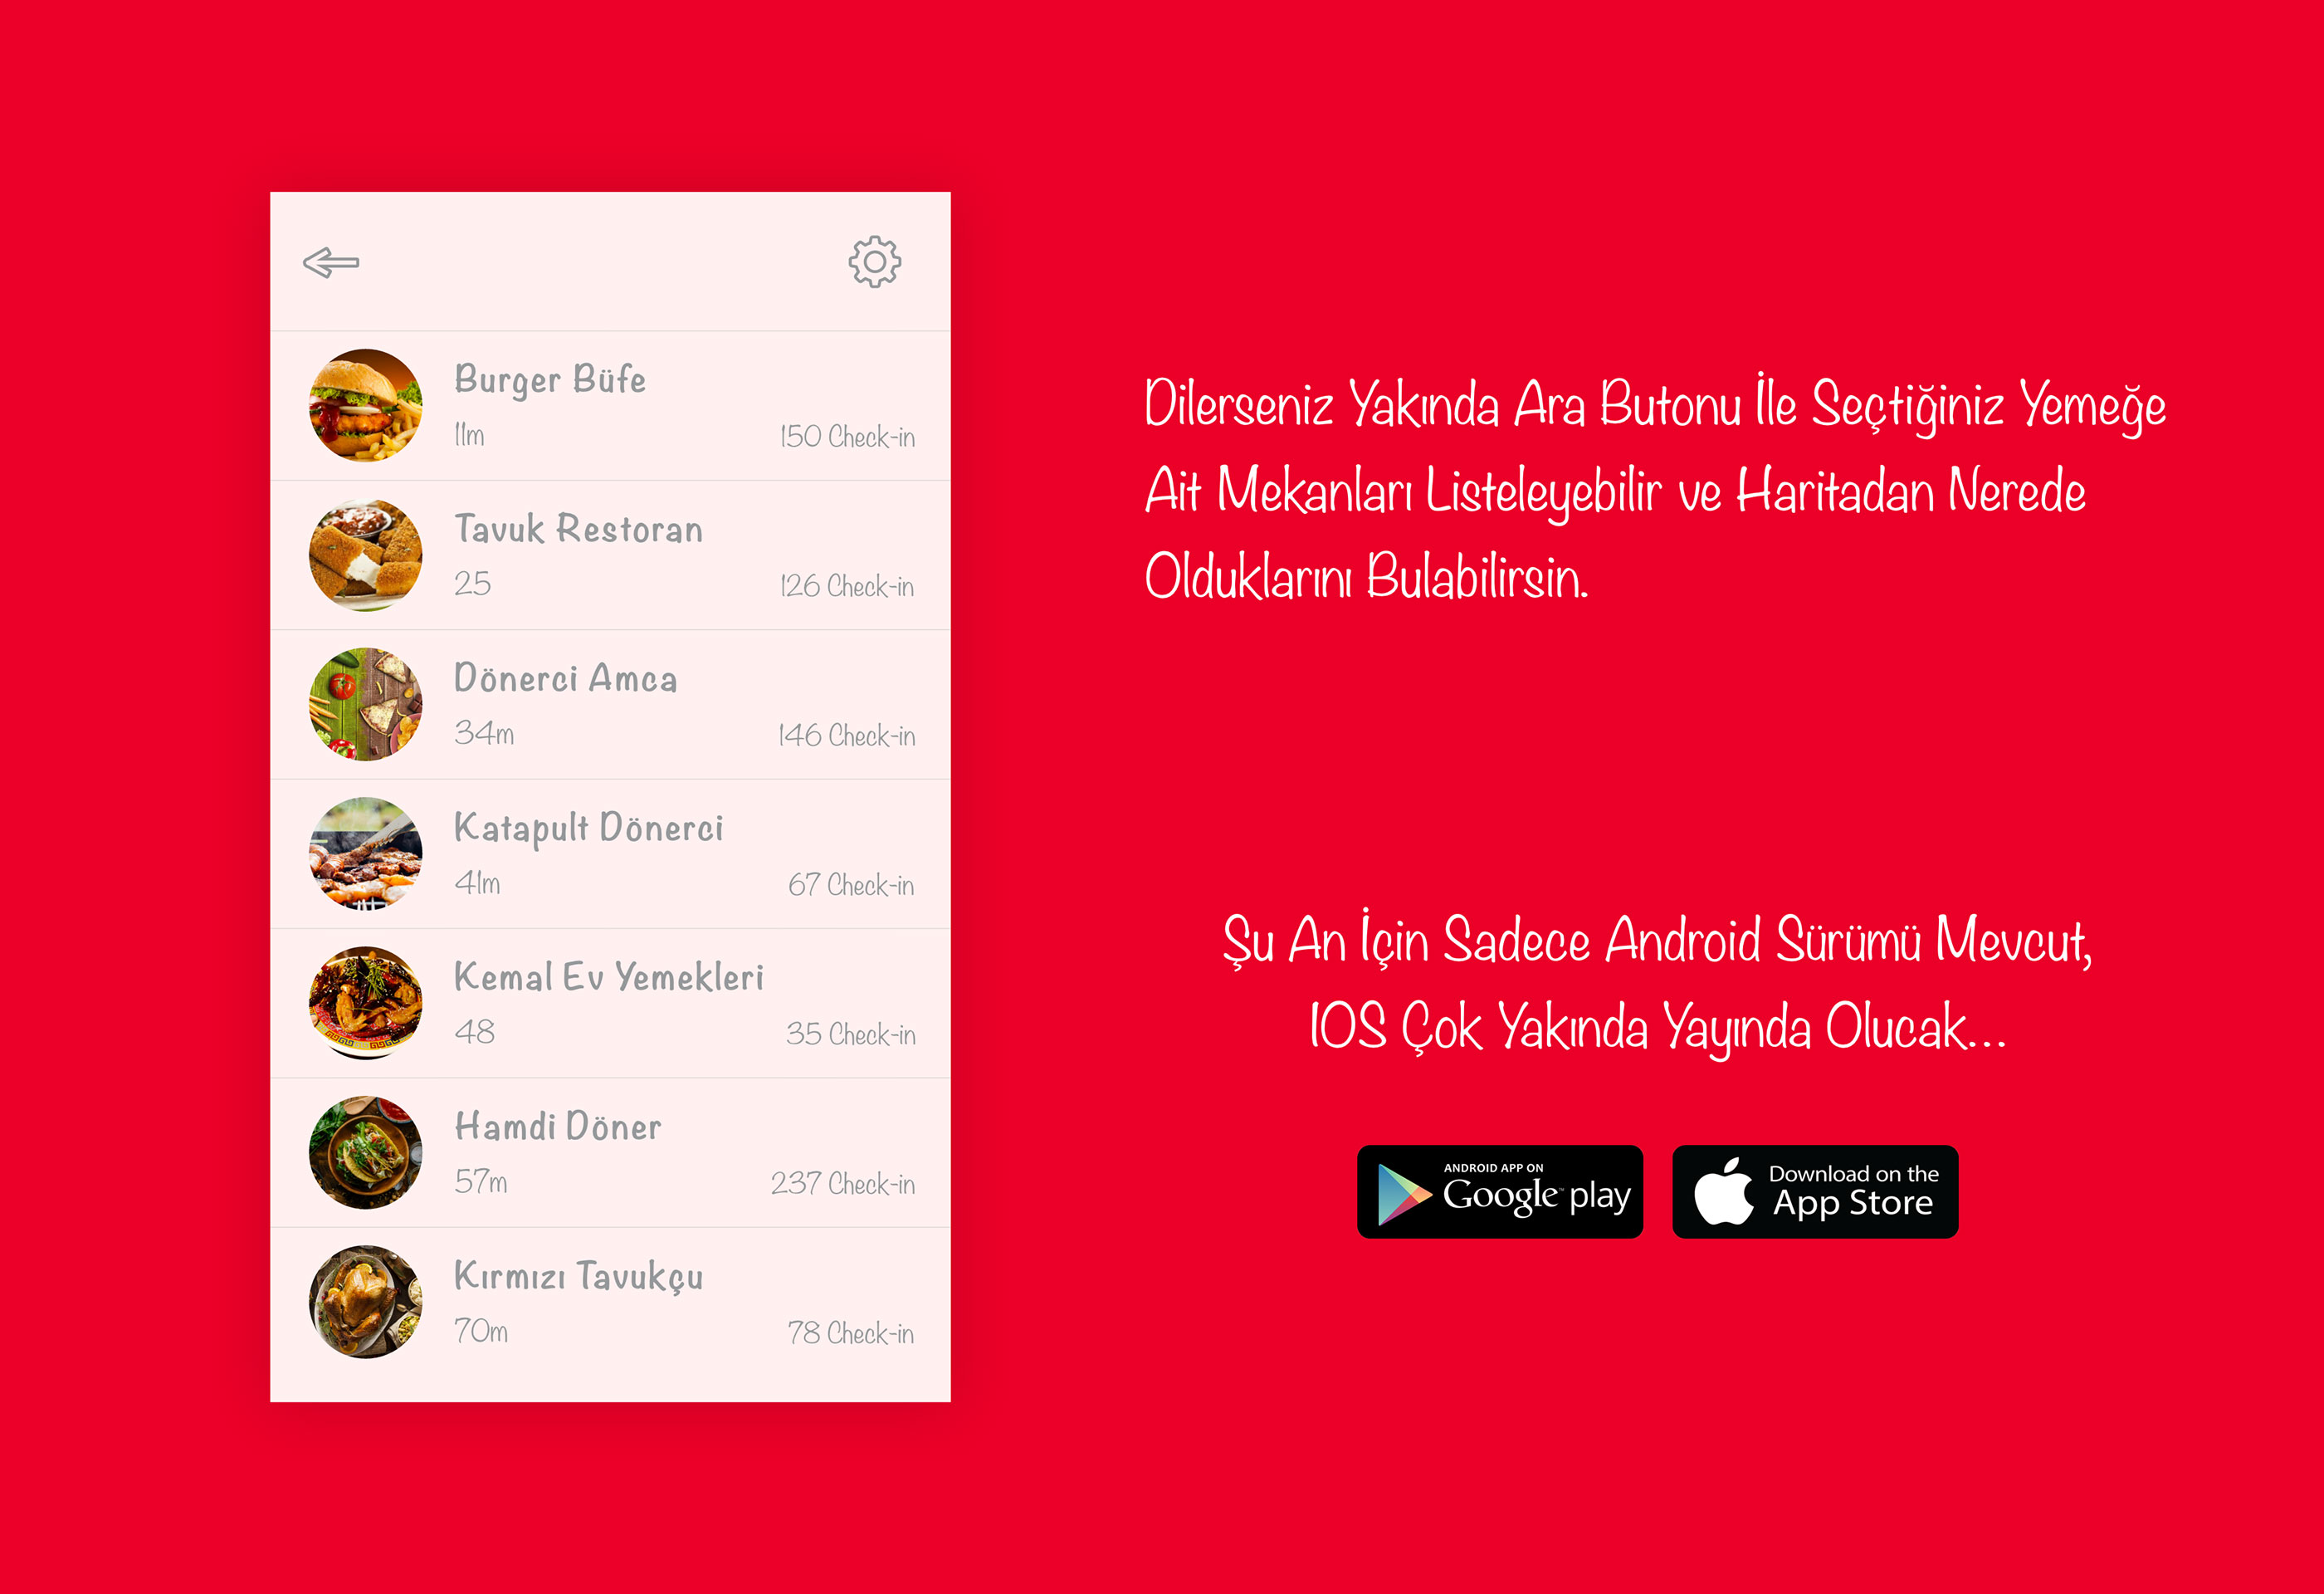 Burger Büfe
11m
150 Check-in
Tavuk Restoran
25
126 Check-in
Dönerci Amca
34m
146 Check-in
Katapult Dönerci
41m
67 Check-in
Kemal Ev Yemekleri
48
35 Check-in
Hamdi Döner
57m
237 Check-in
Kırmızı Tavukçu
70m
78 Check-in
Dilerseniz Yakında Ara Butonu İle Seçtiğiniz Yemeğe
Ait Mekanları Listeleyebilir ve Haritadan Nerede
Olduklarını Bulabilirsin.
Şu An İçin Sadece Android Sürümü Mevcut,
IOS Çok Yakında Yayında Olucak...
ANDROID APP ON
Google™ play
Download on the
App Store